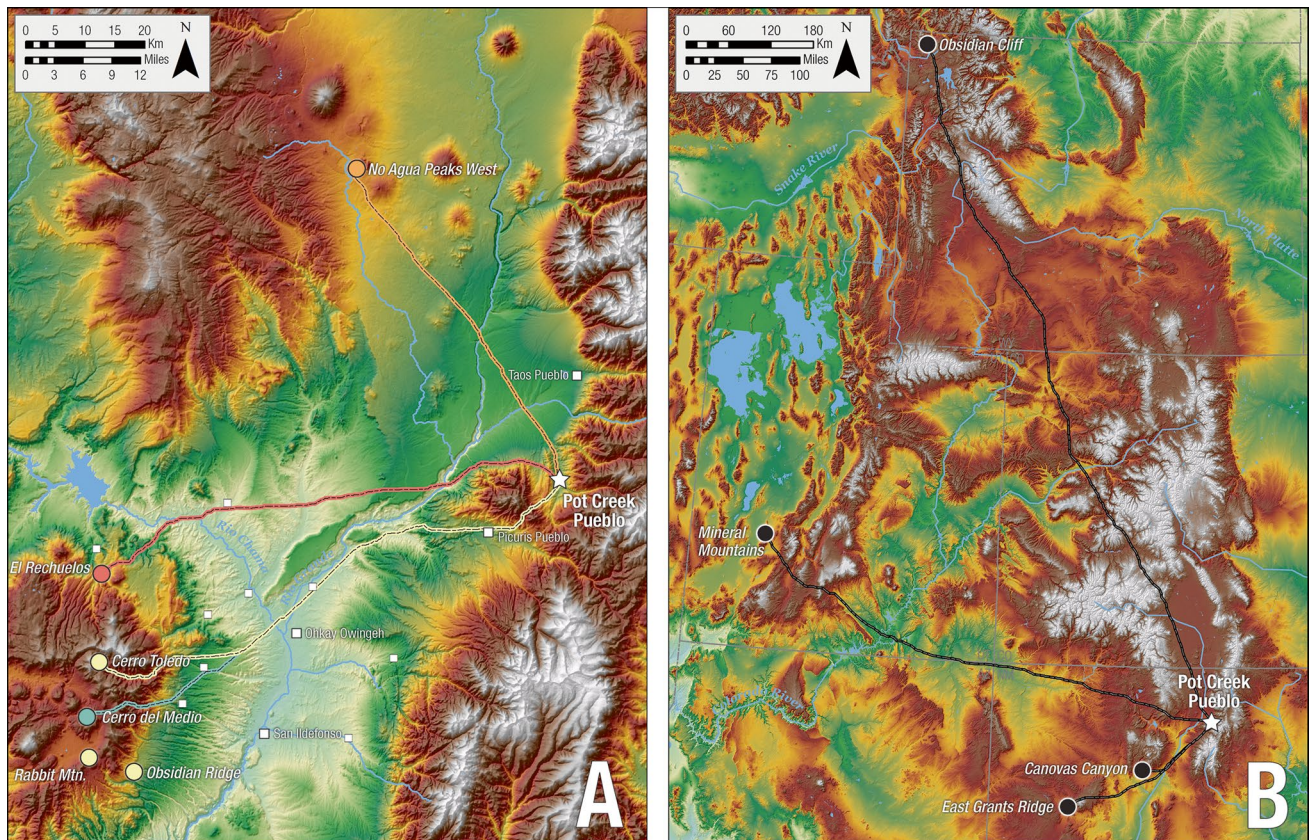 0 5 10 15 20
Km
Miles
0 3 6 9 12
N
No Agua Peaks West
Taos Pueblo
Pot Creek
Pueblo
Picuris Pueblo
El Rechuelos
Rio Chama
Ohkay Owingeh
Cerro Toledo
Cerro del Medio
San Ildefonso
Rabbit Mtn.
Obsidian Ridge
A
0 60 120 180
Km
Miles
0 25 50 75 100
N
Obsidian Cliff
Snake River
North Platte
Mineral
Mountains
River
Pot Creek
Pueblo
Canovas Canyon
East Grants Ridge
B